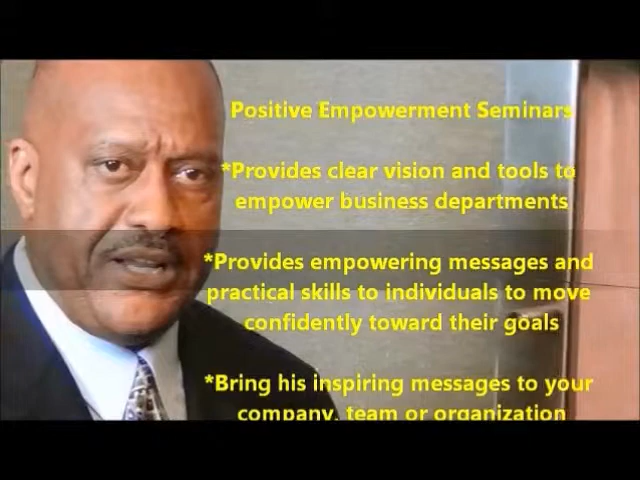 Positive Empowerment Seminars
*Provides clear vision and tools to
empower business departments
*Provides empowering messages and
practical skills to individuals to move
confidently toward their goals
*Bring his inspiring messages to your
company, team or organization